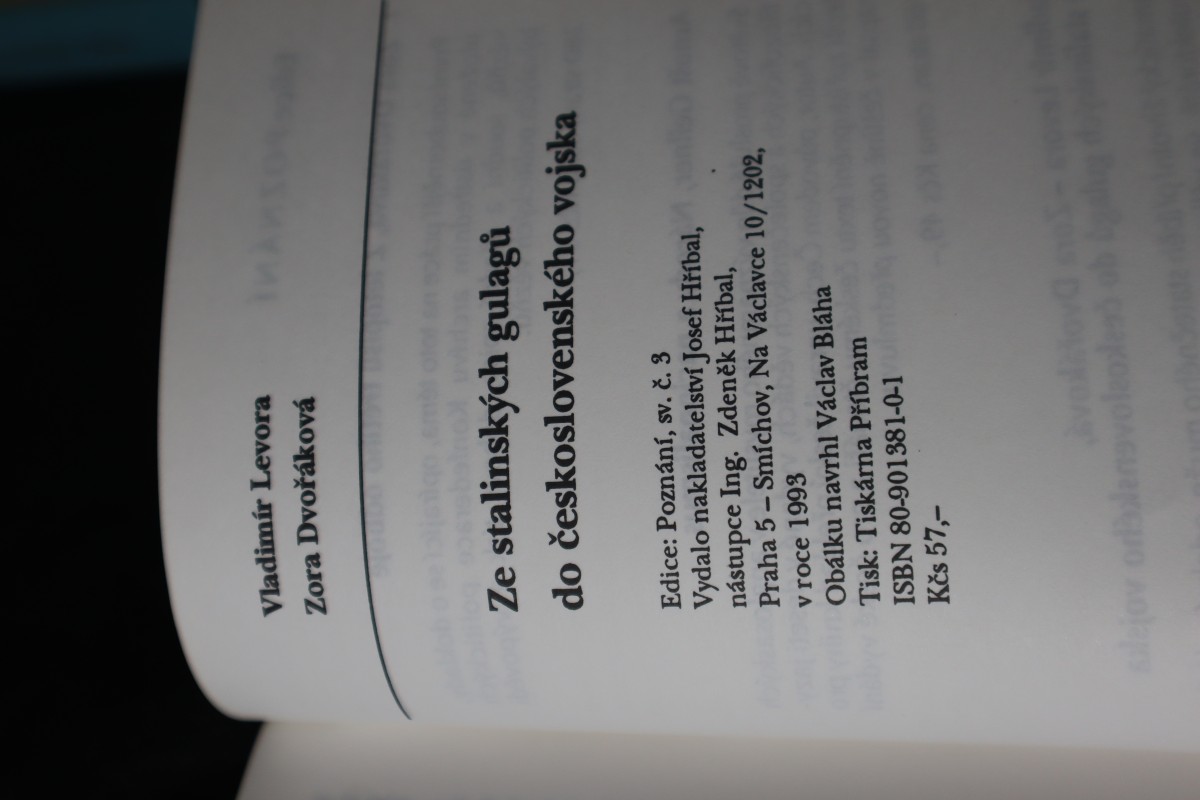 Vladimír Levora
Zora Dvořáková
Ze stalinských gulagů
do československého vojska
Edice: Poznání, sv. č. 3
Vydalo nakladatelství Josef Hříbal,
nástupce Ing. Zdeněk Hříbal,
Praha 5 – Smíchov, Na Václavce 10/1202,
v roce 1993
Obálku navrhl Václav Bláha
Tisk: Tiskárna Příbram
ISBN 80-901381-0-1
Kčs 57,–